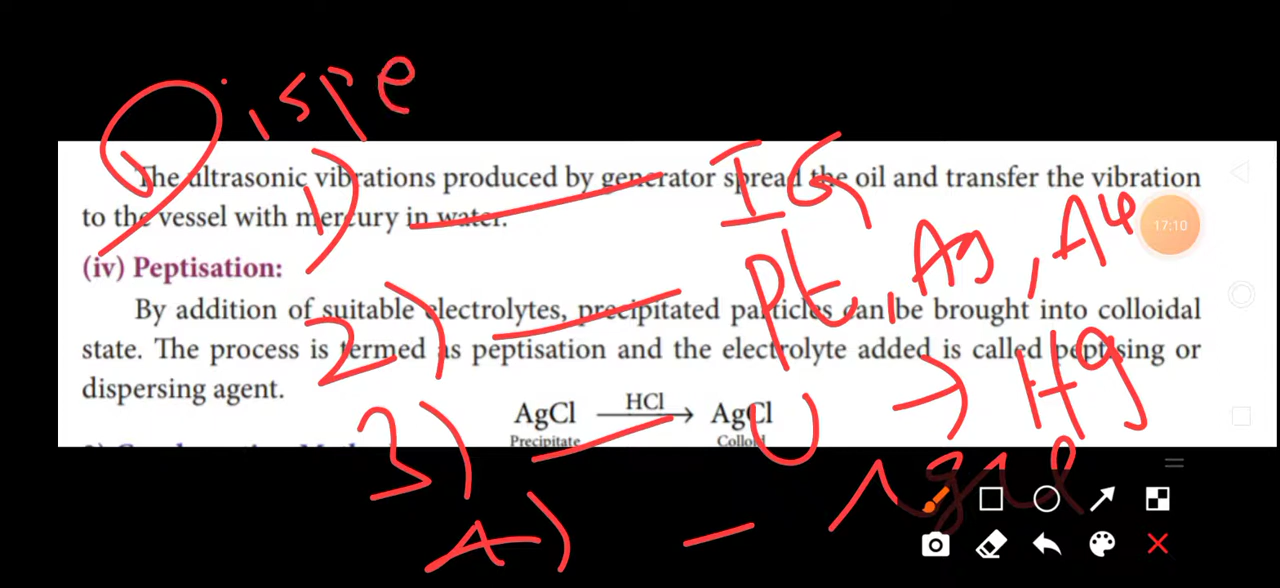 Dispe
The ultrasonic vibrations produced by generator spread the oil and transfer the vibration
to the vessel with mercury in water.
1) — IG
(iv) Peptisation:
2) — Pt, Ag, Au
By addition of suitable electrolytes, precipitated particles can be brought into colloidal
state. The process is termed as peptisation and the electrolyte added is called peptising or
dispersing agent.
3) — U → Hg
AgCl HCl AgCl
Precipitate Colloid
4) — AgCl
17:10